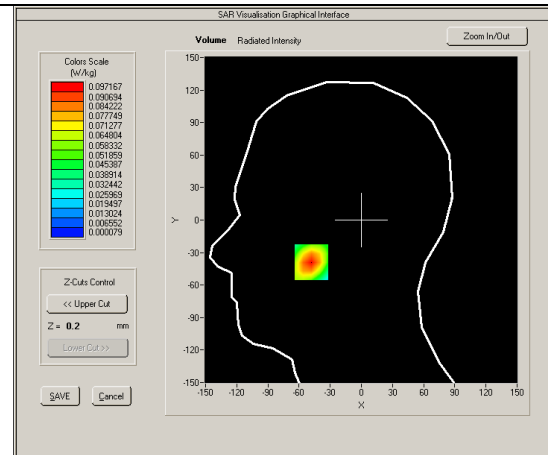 SAR Visualisation Graphical Interface
Volume Radiated Intensity
Zoom In/Out
Colors Scale
(W/kg)
0.097167
0.090694
0.084222
0.077749
0.071277
0.064804
0.058332
0.051859
0.045387
0.038914
0.032442
0.025969
0.019497
0.013024
0.006552
0.000079
Z-Cuts Control
<< Upper Cut
Z = 0.2 mm
Lower Cut >>
SAVE Cancel
150
120
90
60
30
0
-30
-60
-90
-120
-150
Y
-150 -120 -90 -60 -30 0 30 60 90 120 150
X